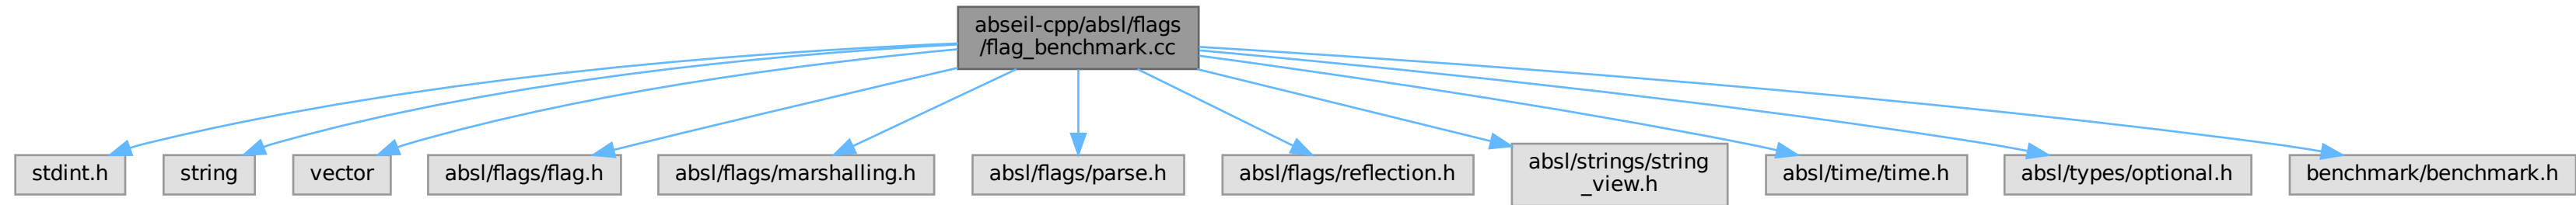 abseil-cpp/absl/flags
/flag_benchmark.cc
stdint.h
string
vector
absl/flags/flag.h
absl/flags/marshalling.h
absl/flags/parse.h
absl/flags/reflection.h
absl/strings/string
_view.h
absl/time/time.h
absl/types/optional.h
benchmark/benchmark.h